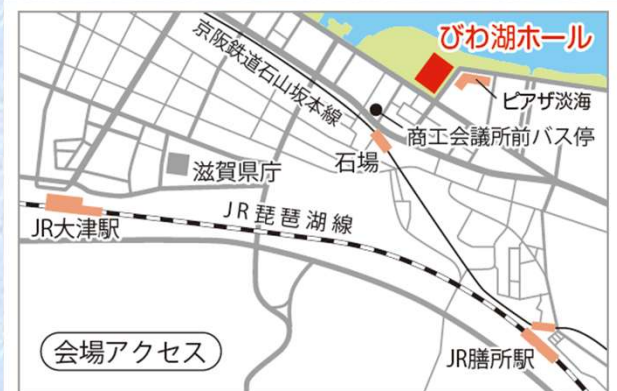 びわ湖ホール
京阪鉄道石山坂本線
ピアザ淡海
商工会議所前バス停
石場
滋賀県庁
JR琵琶湖線
JR大津駅
会場アクセス
JR膳所駅